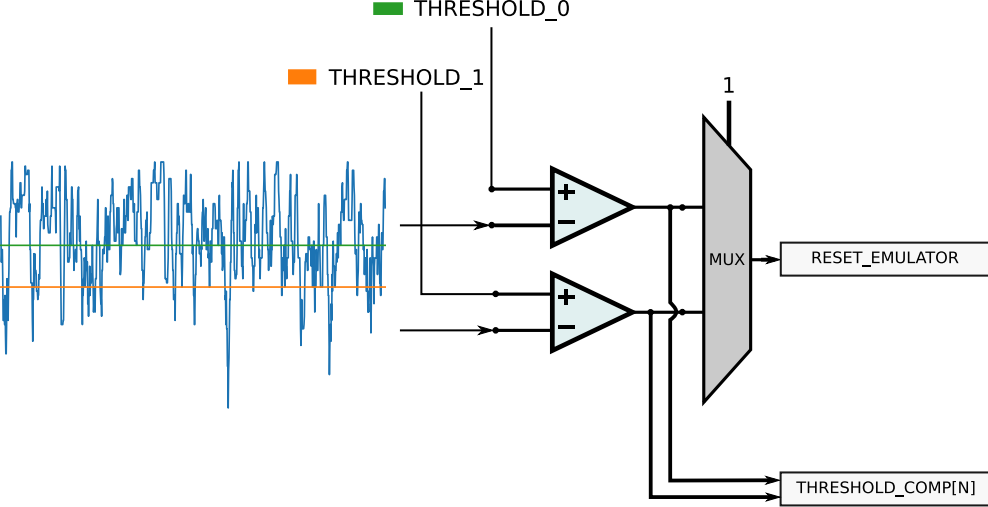 THRESHOLD_0
THRESHOLD_1
1
+
−
MUX
RESET_EMULATOR
+
−
THRESHOLD_COMP[N]